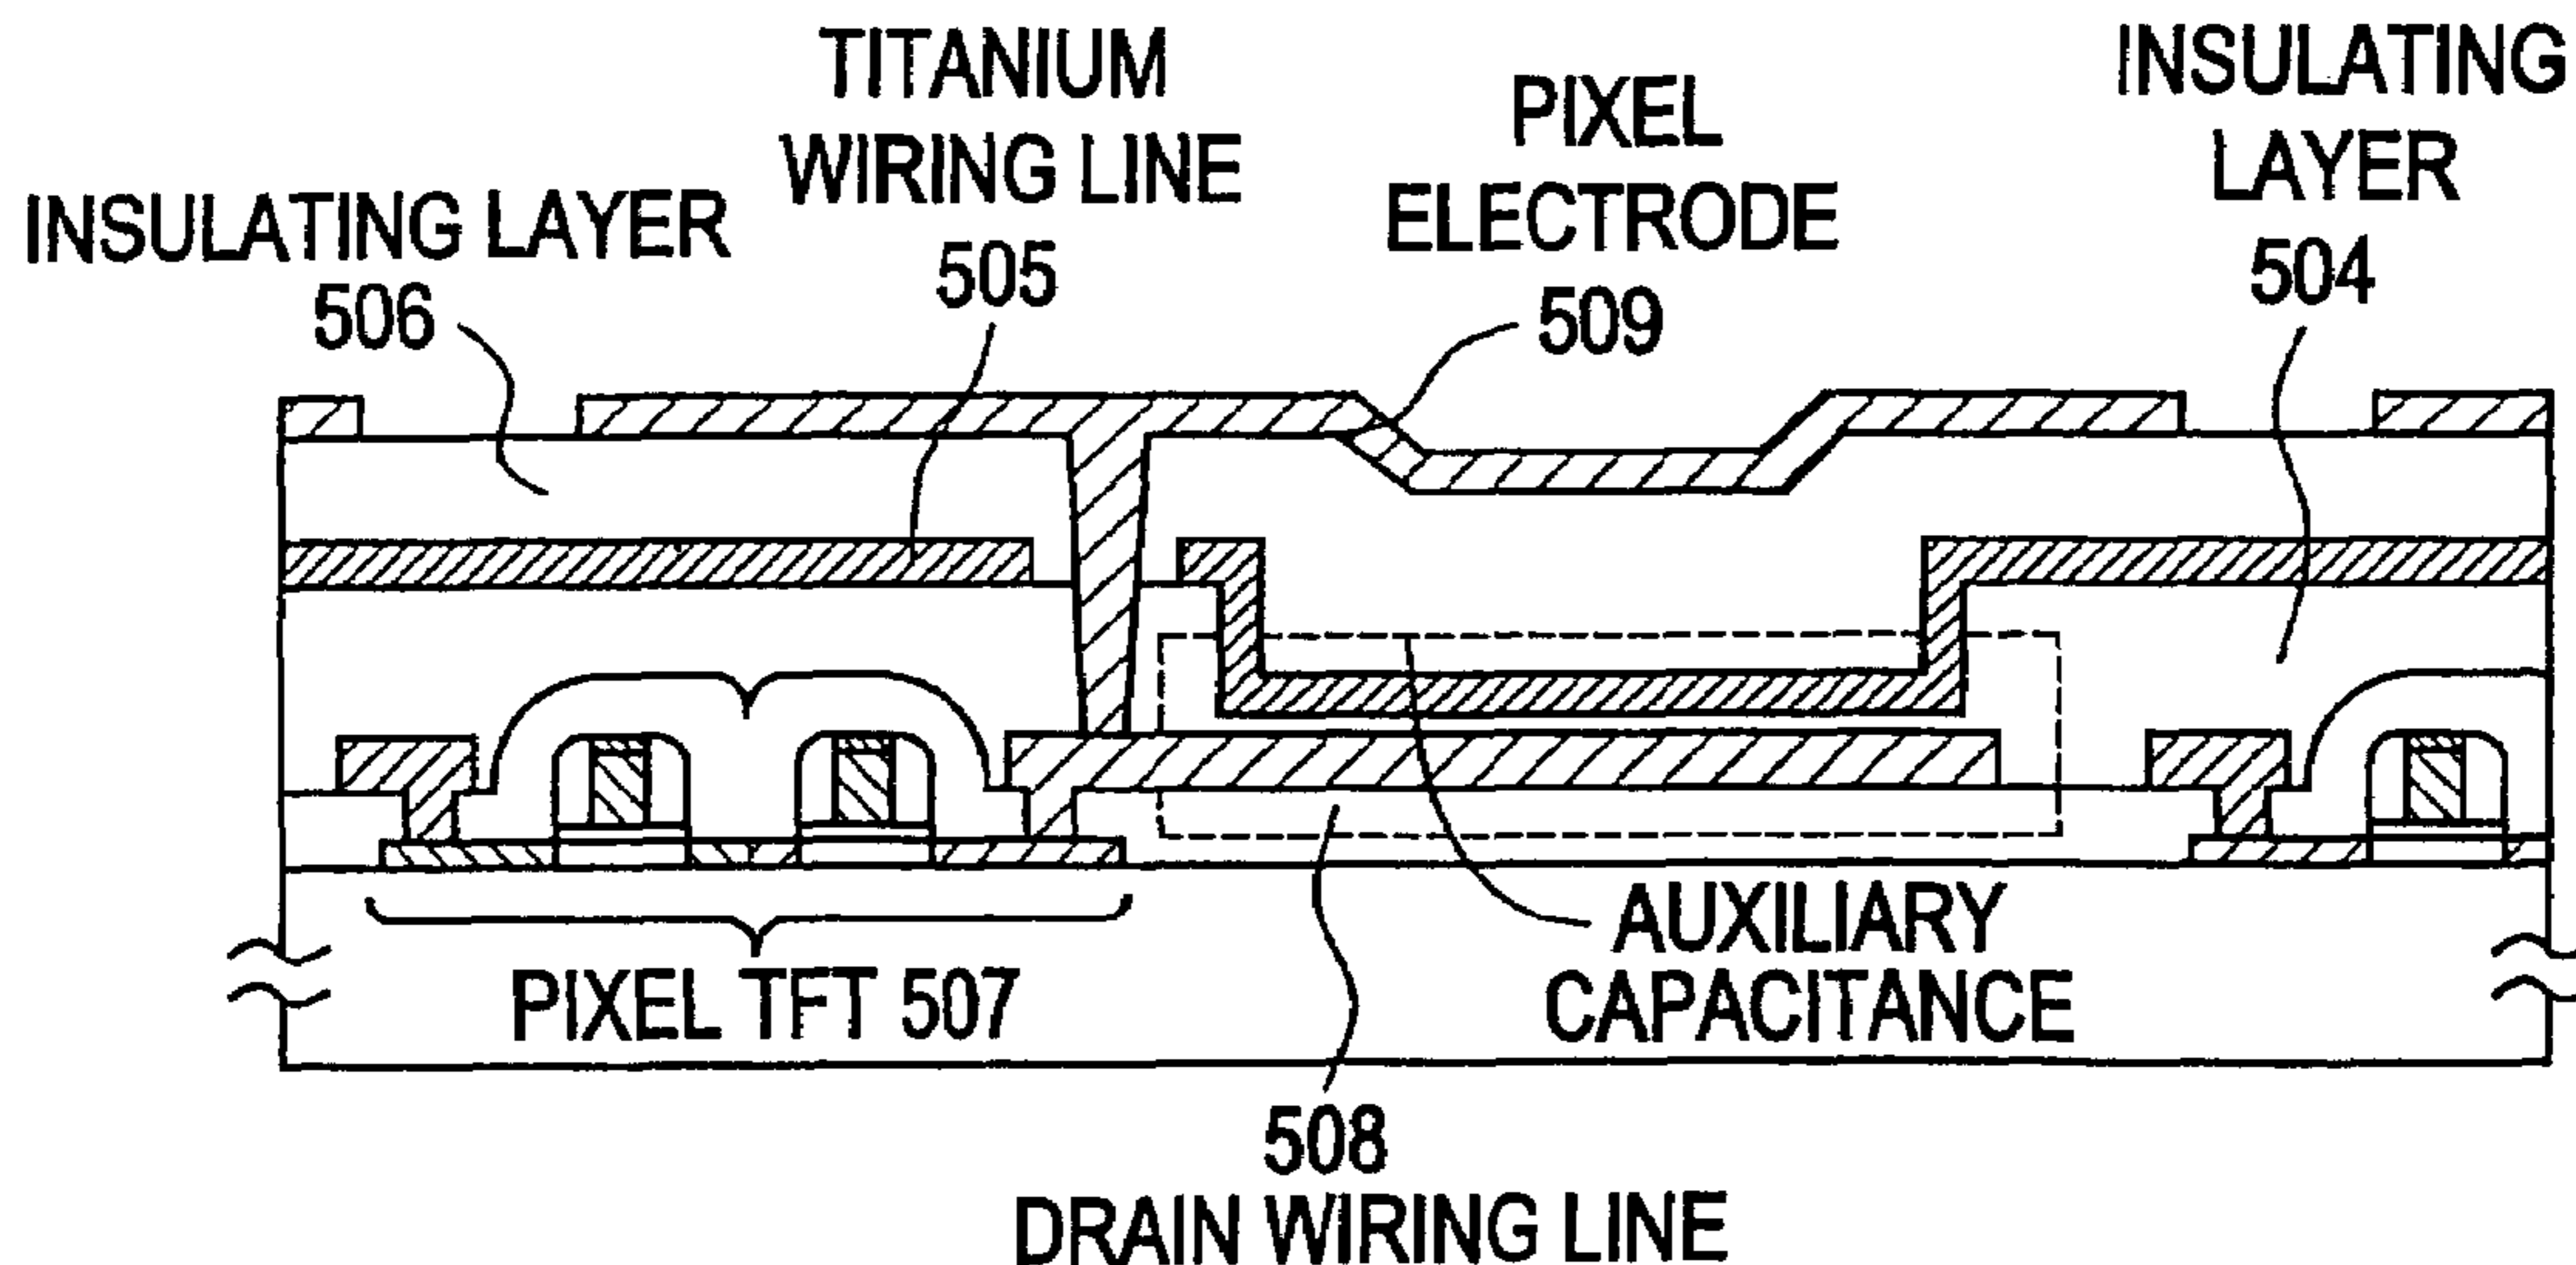 INSULATING LAYER
506
TITANIUM
WIRING LINE
505
PIXEL
ELECTRODE
509
INSULATING
LAYER
504
PIXEL TFT 507
AUXILIARY
CAPACITANCE
508
DRAIN WIRING LINE